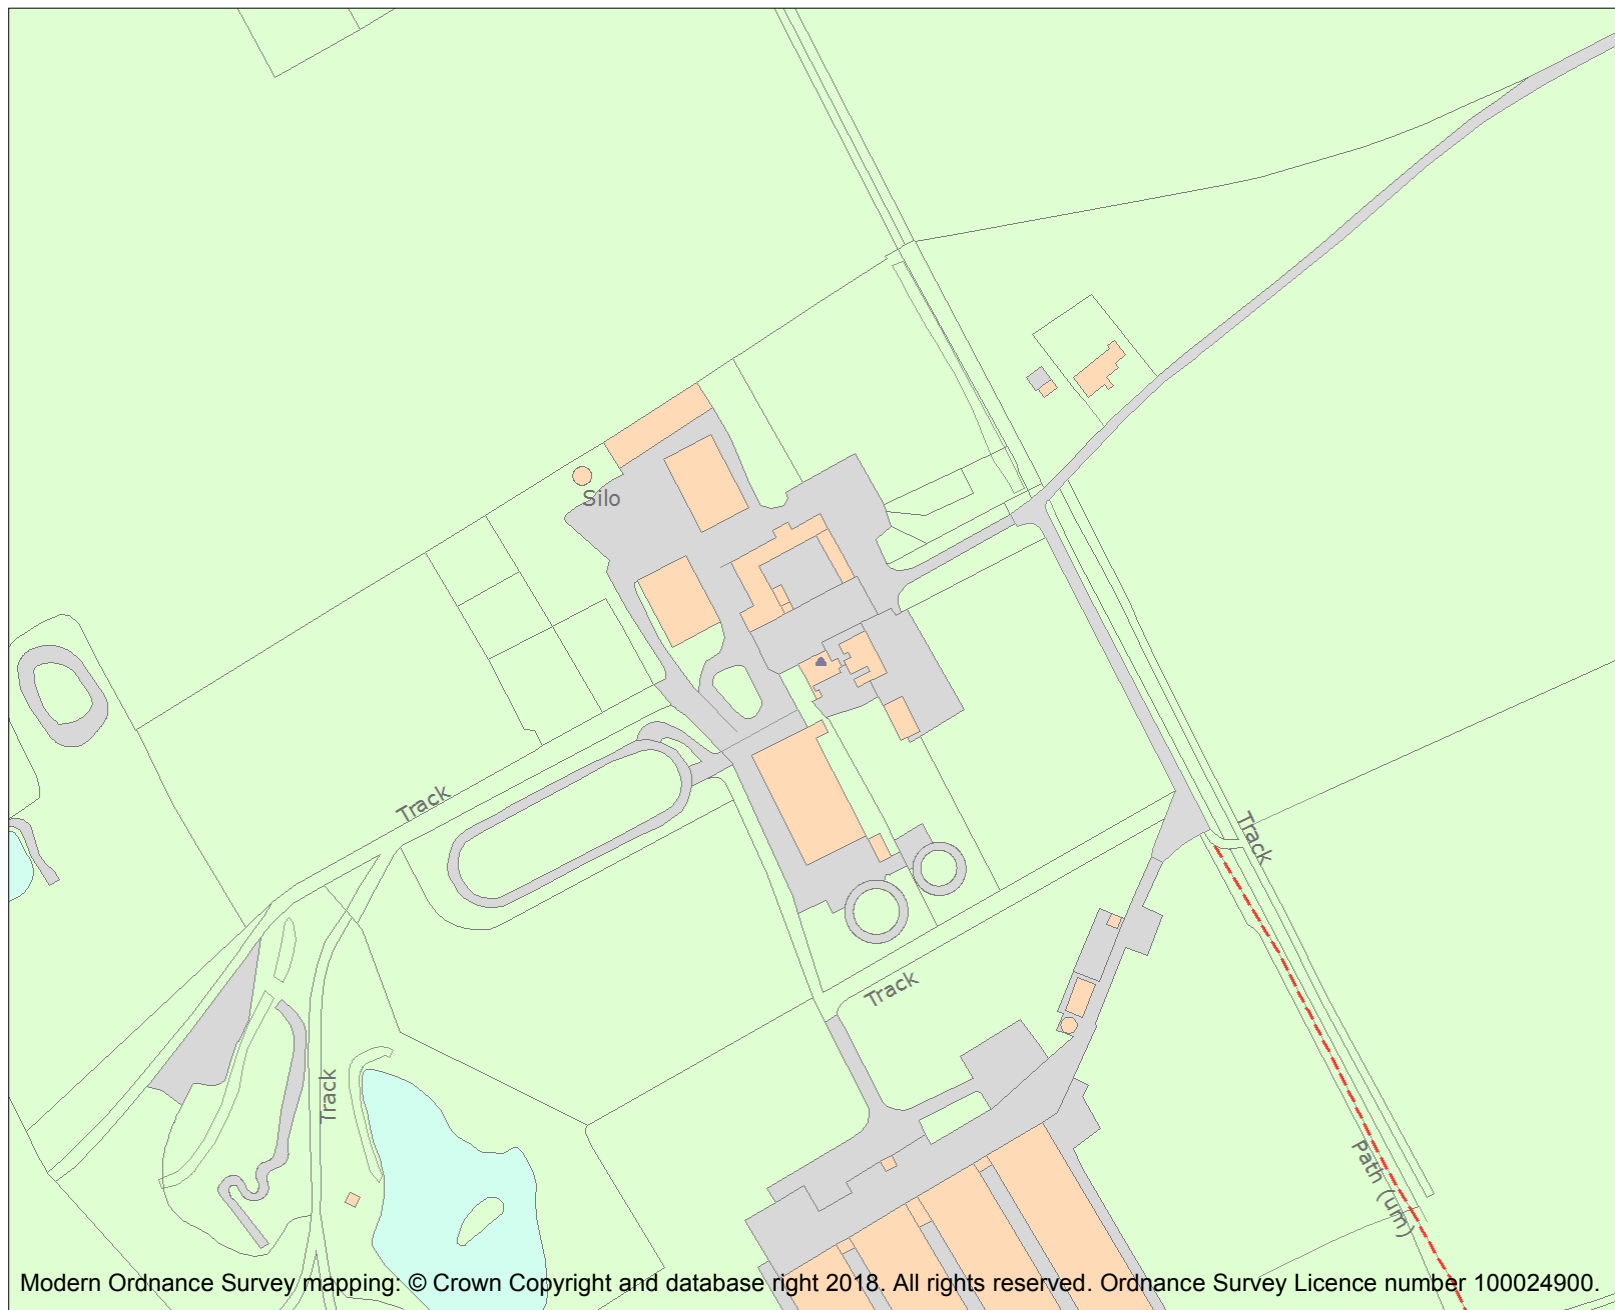 Silo
Track
Track
Track
Track
Path (um)
Modern Ordnance Survey mapping: © Crown Copyright and database right 2018. All rights reserved. Ordnance Survey Licence number 100024900.